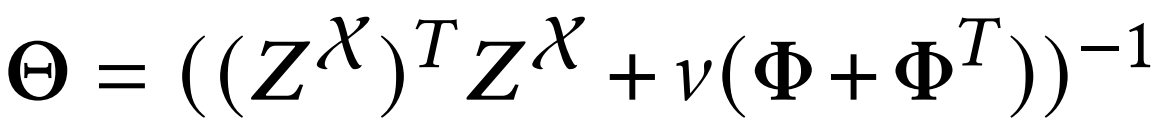 Θ = ((Z^𝒳)^T Z^𝒳 + ν(Φ + Φ^T))^{-1}